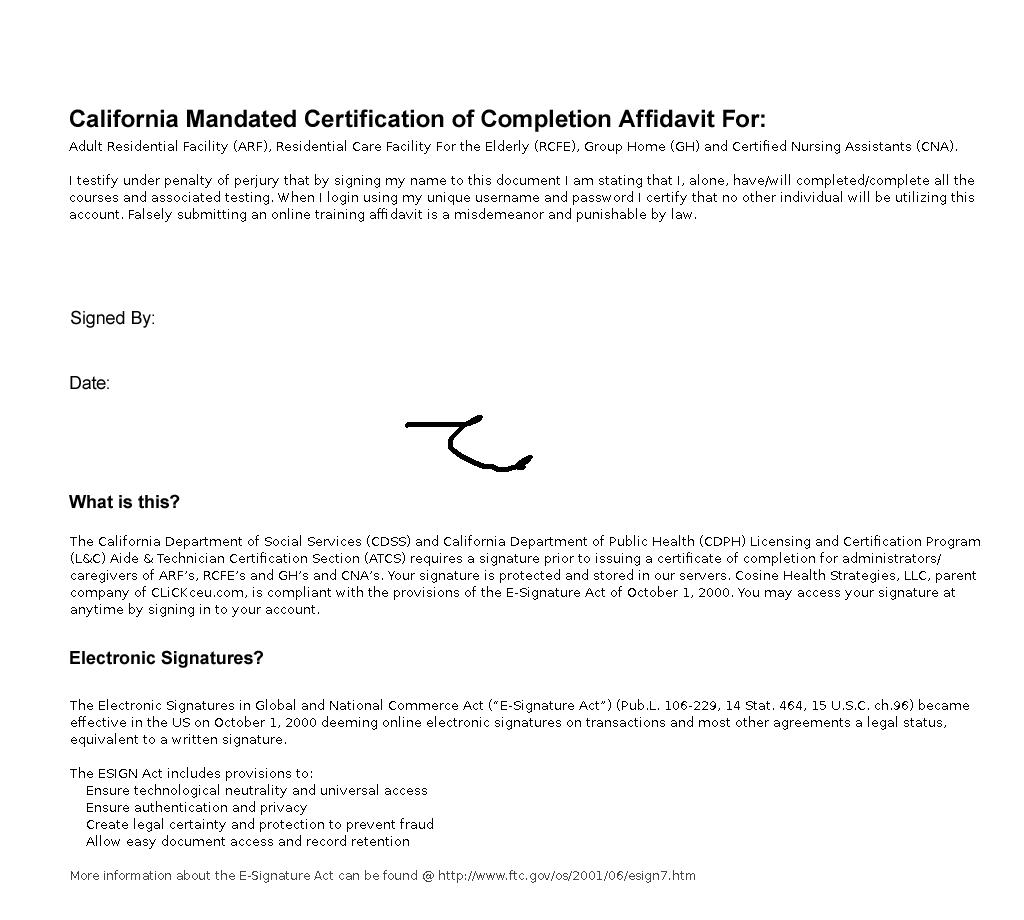 California Mandated Certification of Completion Affidavit For:
Adult Residential Facility (ARF), Residential Care Facility For the Elderly (RCFE), Group Home (GH) and Certified Nursing Assistants (CNA).
I testify under penalty of perjury that by signing my name to this document I am stating that I, alone, have/will completed/complete all the
courses and associated testing. When I login using my unique username and password I certify that no other individual will be utilizing this
account. Falsely submitting an online training affidavit is a misdemeanor and punishable by law.
Signed By:
Date:
What is this?
The California Department of Social Services (CDSS) and California Department of Public Health (CDPH) Licensing and Certification Program
(L&C) Aide & Technician Certification Section (ATCS) requires a signature prior to issuing a certificate of completion for administrators/
caregivers of ARF's, RCFE's and GH's and CNA's. Your signature is protected and stored in our servers. Cosine Health Strategies, LLC, parent
company of CLiCKceu.com, is compliant with the provisions of the E-Signature Act of October 1, 2000. You may access your signature at
anytime by signing in to your account.
Electronic Signatures?
The Electronic Signatures in Global and National Commerce Act (“E-Signature Act”) (Pub.L. 106-229, 14 Stat. 464, 15 U.S.C. ch.96) became
effective in the US on October 1, 2000 deeming online electronic signatures on transactions and most other agreements a legal status,
equivalent to a written signature.
The ESIGN Act includes provisions to:
Ensure technological neutrality and universal access
Ensure authentication and privacy
Create legal certainty and protection to prevent fraud
Allow easy document access and record retention
More information about the E-Signature Act can be found @ http://www.ftc.gov/os/2001/06/esign7.htm